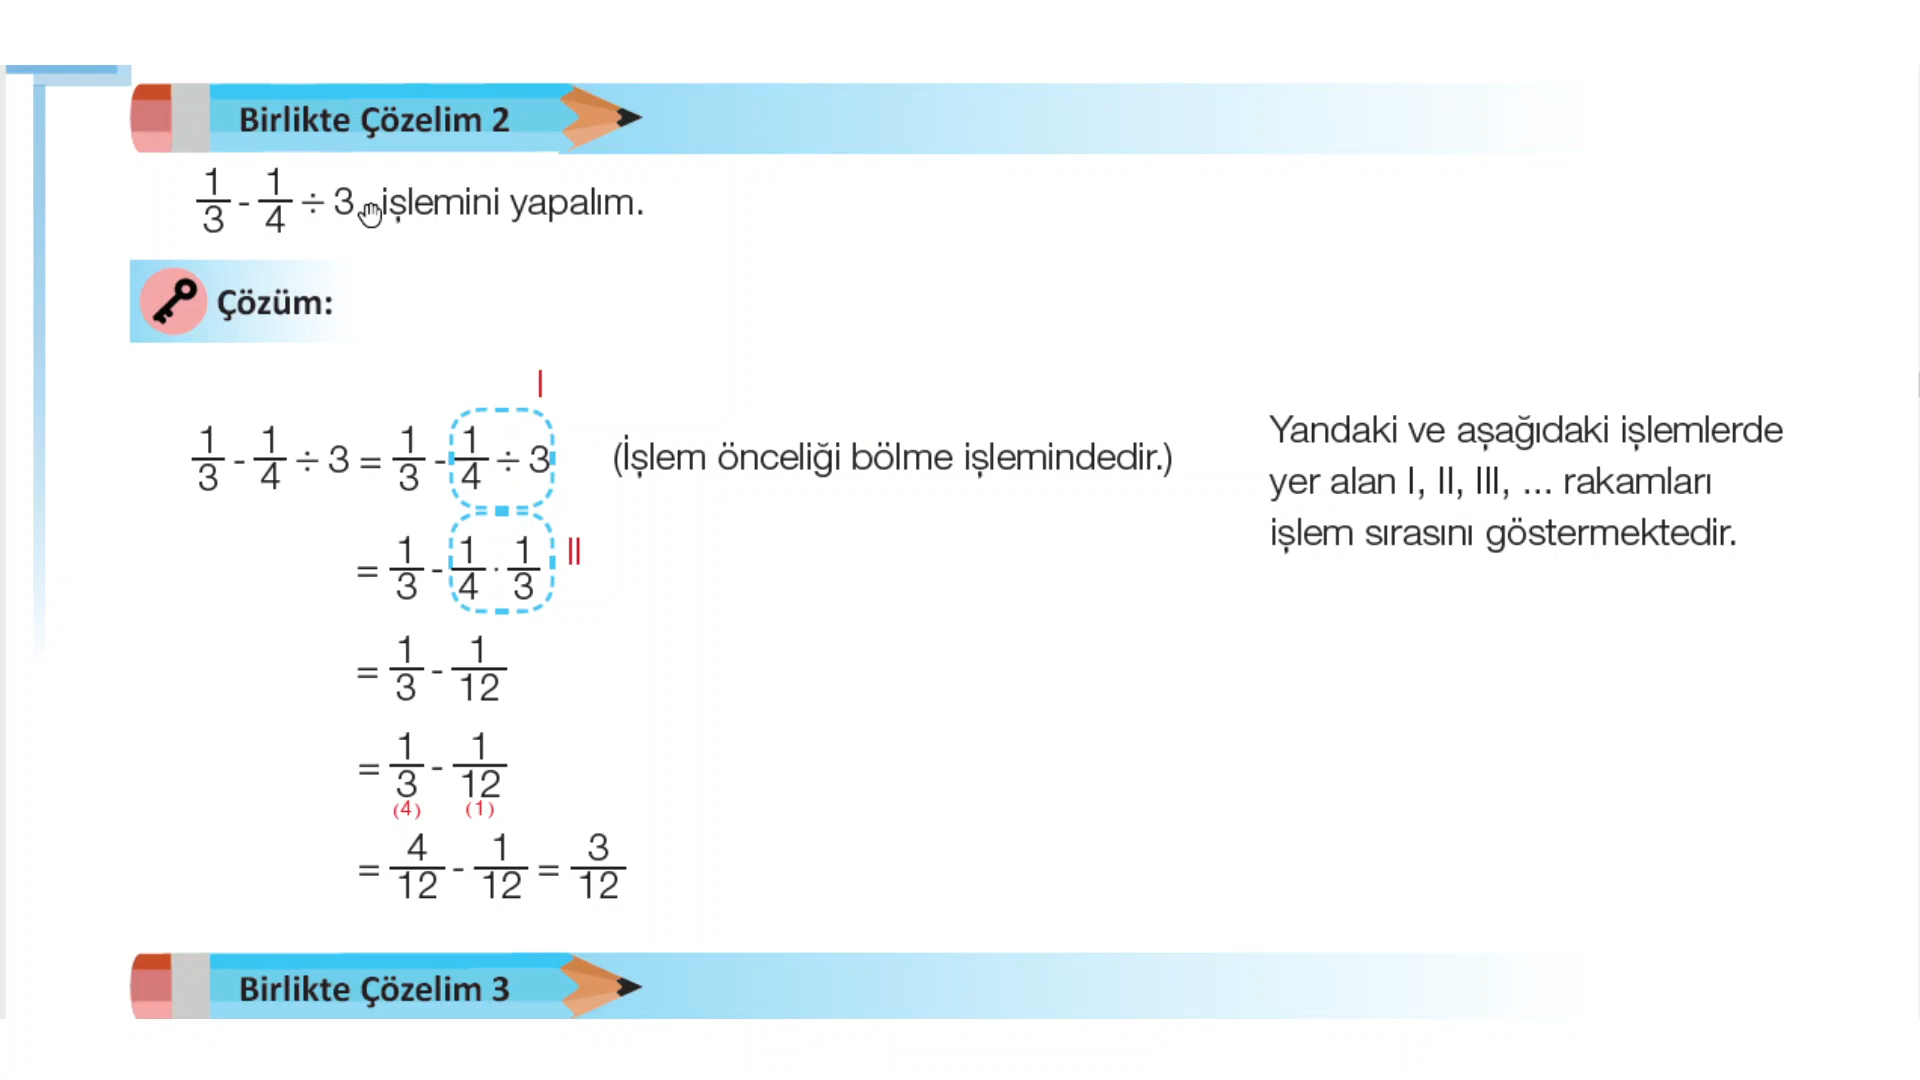 Birlikte Çözelim 2
1/3 - 1/4 ÷ 3 işlemini yapalım.
Çözüm:
I
1/3 - 1/4 ÷ 3 = 1/3 - 1/4 ÷ 3 (İşlem önceliği bölme işlemindedir.)
= 1/3 - 1/4 · 1/3 II
= 1/3 - 1/12
= 1/3 - 1/12
(4) (1)
= 4/12 - 1/12 = 3/12
Yandaki ve aşağıdaki işlemlerde
yer alan I, II, III, ... rakamları
işlem sırasını göstermektedir.
Birlikte Çözelim 3